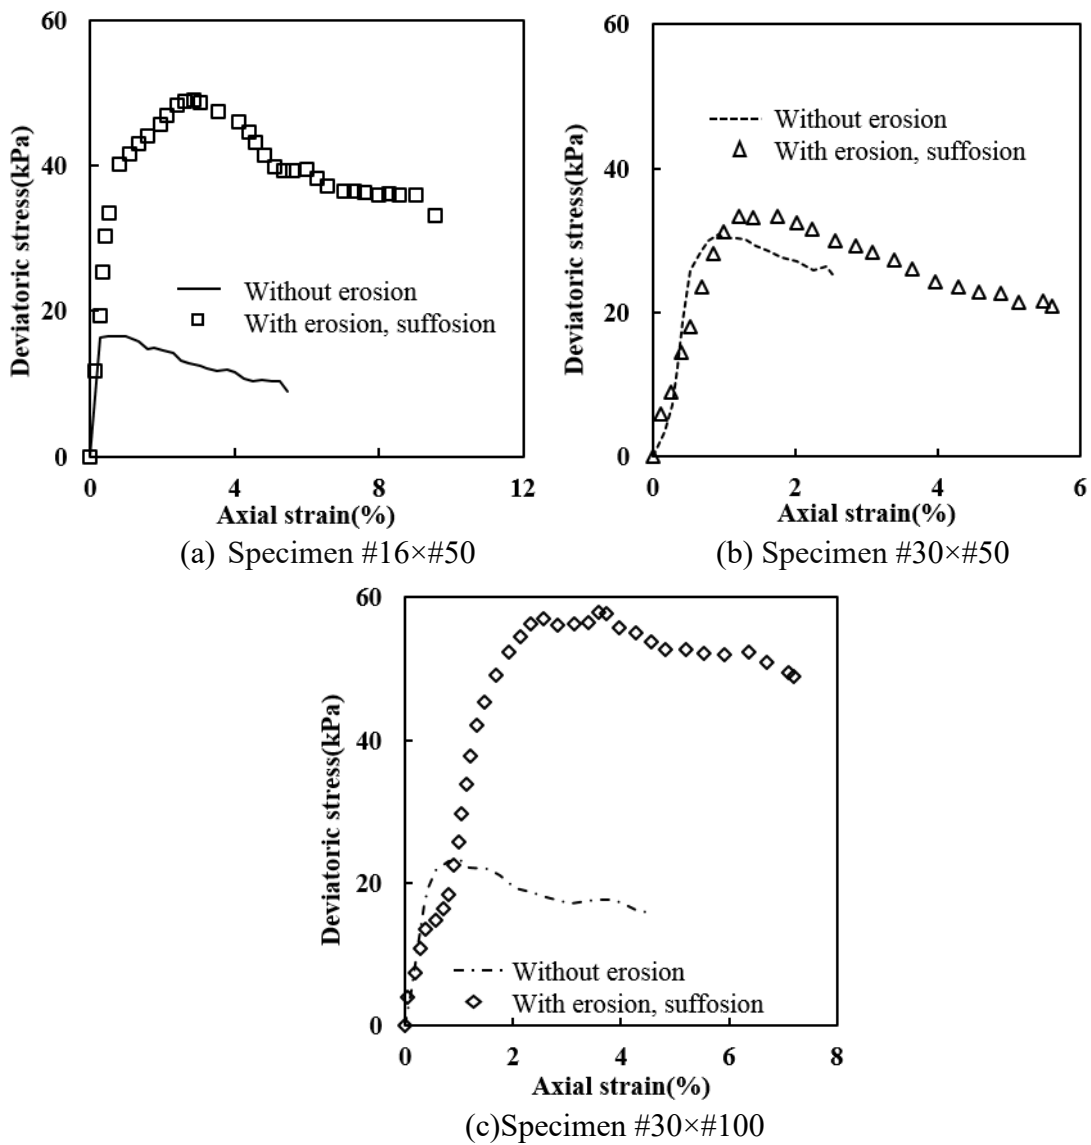 60
40
20
0
Deviatoric stress(kPa)
Without erosion
With erosion, suffosion
0 4 8 12
Axial strain(%)
(a) Specimen #16×#50
60
40
20
0
Deviatoric stress(kPa)
Without erosion
With erosion, suffosion
0 2 4 6
Axial strain(%)
(b) Specimen #30×#50
60
40
20
0
Deviatoric stress(kPa)
Without erosion
With erosion, suffosion
0 2 4 6 8
Axial strain(%)
(c)Specimen #30×#100